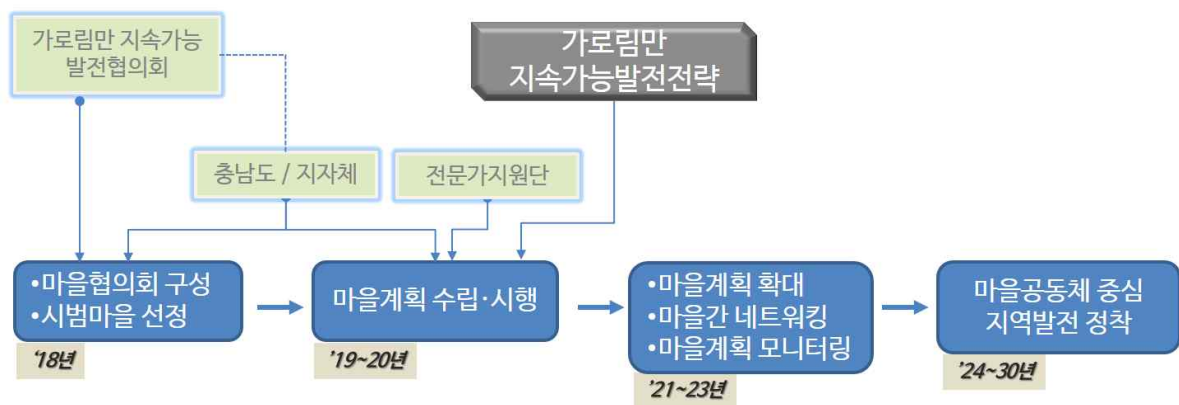 가로림만 지속가능
발전협의회
가로림만
지속가능발전전략
충남도 / 지자체
전문가지원단
•마을협의회 구성
•시범마을 선정
‘18년
마을계획 수립·시행
’19~20년
•마을계획 확대
•마을간 네트워킹
•마을계획 모니터링
’21~23년
마을공동체 중심
지역발전 정착
’24~30년